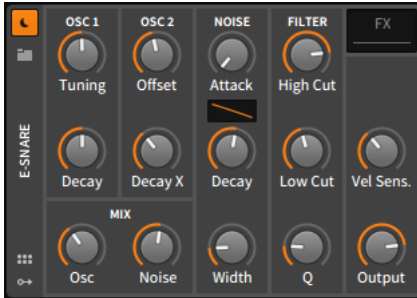 OSC 1 OSC 2 NOISE FILTER FX
Tuning Offset Attack High Cut
E-SNARE
Decay Decay X Decay Low Cut Vel Sens.
MIX
Osc Noise Width Q Output